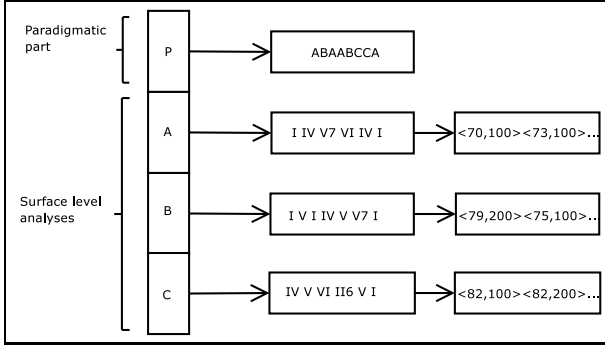 Paradigmatic
part
P
ABAABCCA
A
I IV V7 VI IV I
<70,100><73,100>...
Surface level
analyses
B
I V I IV V V7 I
<79,200><75,100>...
C
IV V VI II6 V I
<82,100><82,200>...